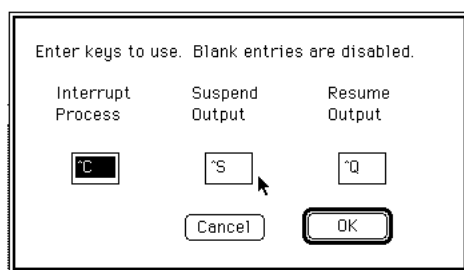 Enter keys to use. Blank entries are disabled.
Interrupt Process
Suspend Output
Resume Output
^C
^S
^Q
Cancel
OK